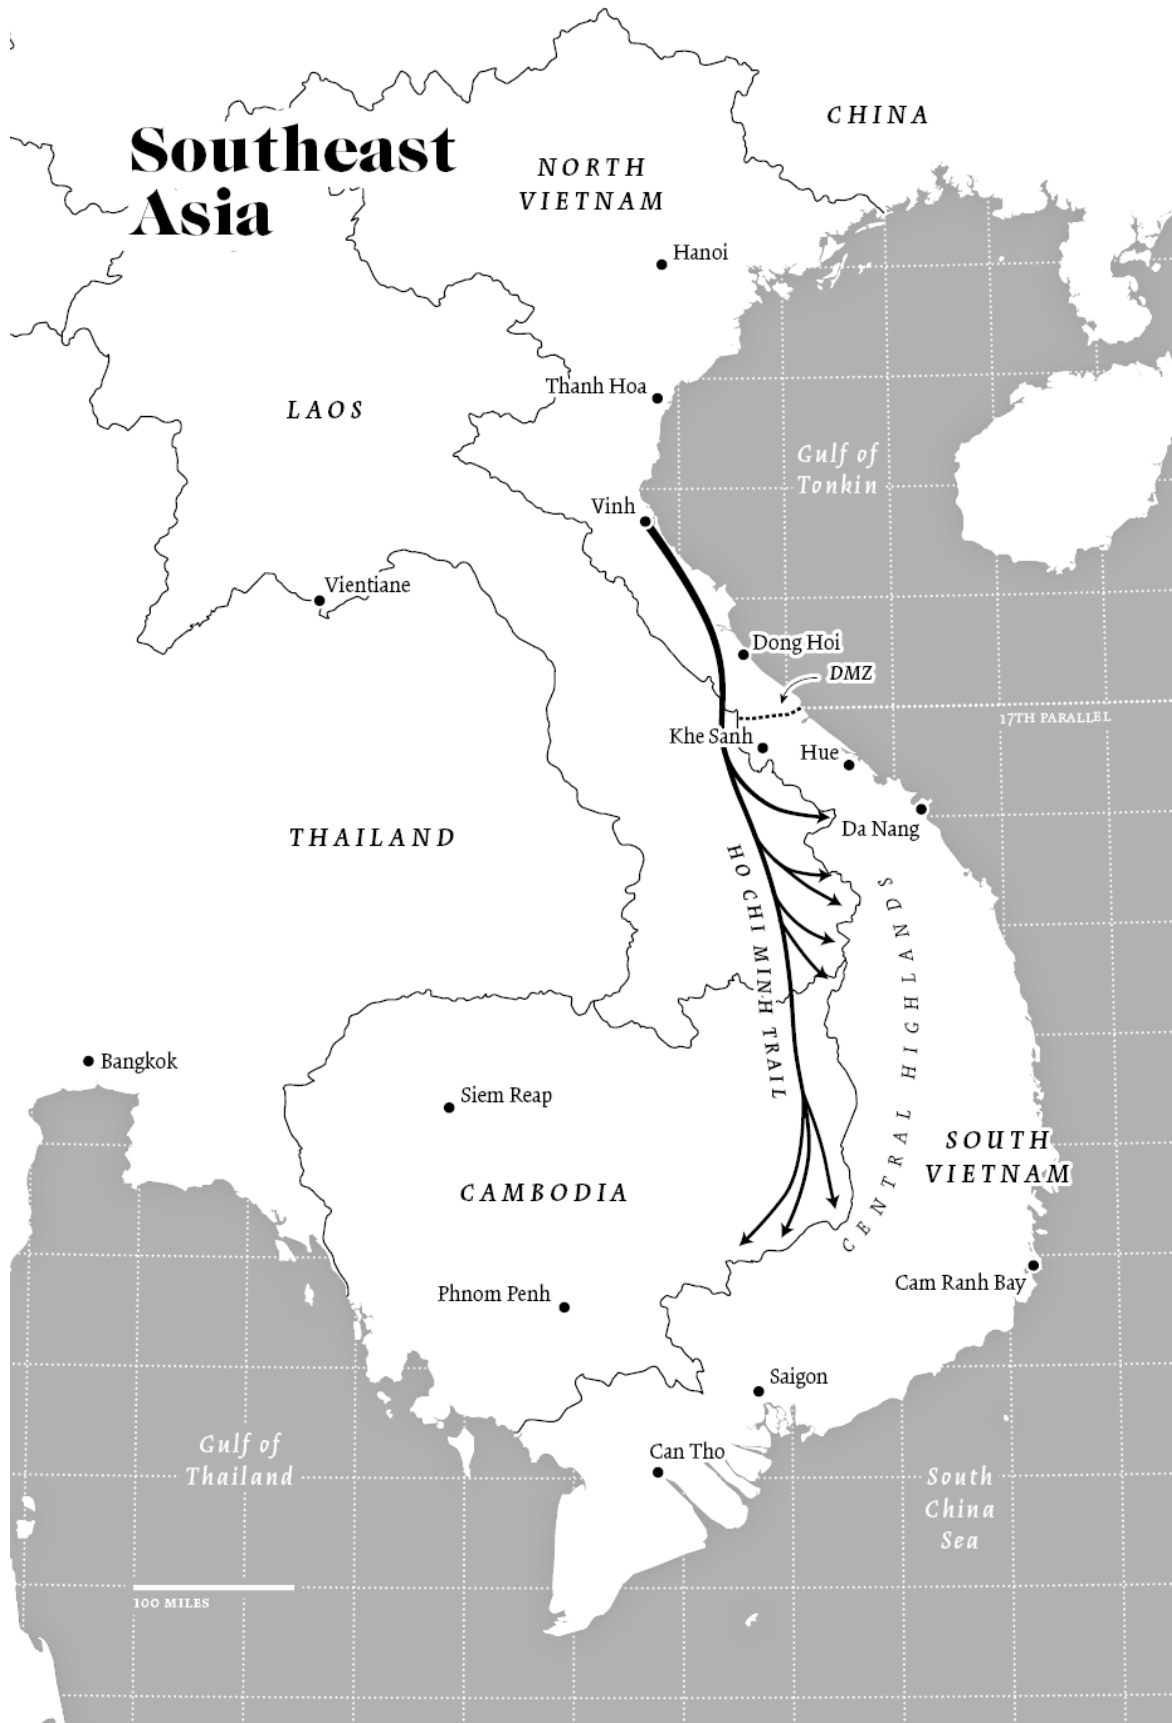 Southeast
Asia
CHINA
NORTH
VIETNAM
Hanoi
Thanh Hoa
LAOS
Gulf of
Tonkin
Vinh
Vientiane
Dong Hoi
DMZ
17TH PARALLEL
Khe Sanh
Hue
Da Nang
THAILAND
HO CHI MINH TRAIL
CENTRAL HIGHLANDS
Bangkok
Siem Reap
SOUTH
VIETNAM
CAMBODIA
Cam Ranh Bay
Phnom Penh
Saigon
Can Tho
Gulf of
Thailand
South
China
Sea
100 MILES